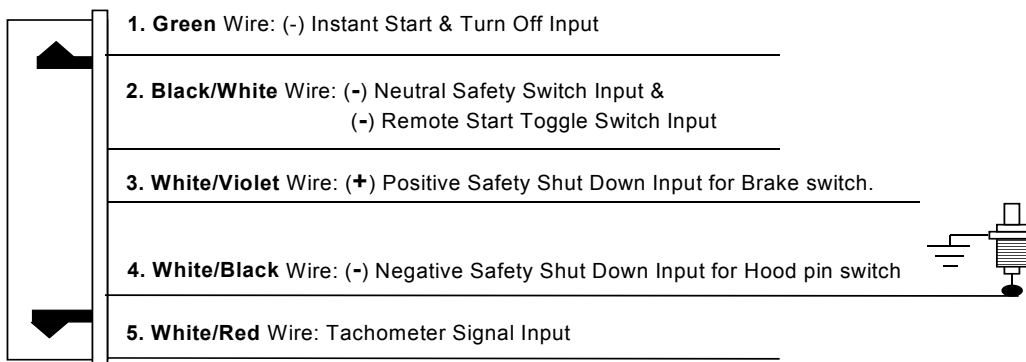 1. Green Wire: (-) Instant Start & Turn Off Input
2. Black/White Wire: (-) Neutral Safety Switch Input &
(-) Remote Start Toggle Switch Input
3. White/Violet Wire: (+) Positive Safety Shut Down Input for Brake switch.
4. White/Black Wire: (-) Negative Safety Shut Down Input for Hood pin switch
5. White/Red Wire: Tachometer Signal Input